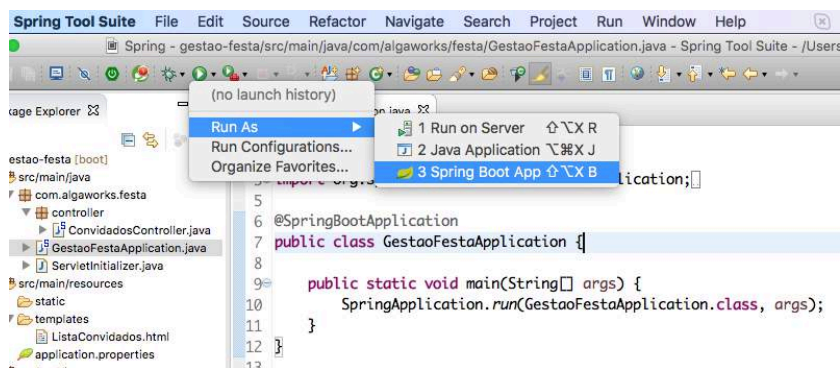 Spring Tool Suite File Edit Source Refactor Navigate Search Project Run Window Help
Spring - gestao-festa/src/main/java/com/algaworks/festa/GestaoFestaApplication.java - Spring Tool Suite - /Users
(no launch history)
kage Explorer
on.java
Run As
1 Run on Server ⇧⌥X R
Run Configurations...
2 Java Application ⌥⌘X J
Organize Favorites...
3 Spring Boot App ⇧⌥X B
estao-festa [boot]
src/main/java
com.algaworks.festa
controller
ConvidadosController.java
GestaoFestaApplication.java
ServletInitializer.java
src/main/resources
static
templates
ListaConvidados.html
application.properties
lication;
5
6 @SpringBootApplication
7 public class GestaoFestaApplication {
8
9 public static void main(String[] args) {
10 SpringApplication.run(GestaoFestaApplication.class, args);
11 }
12 }
13